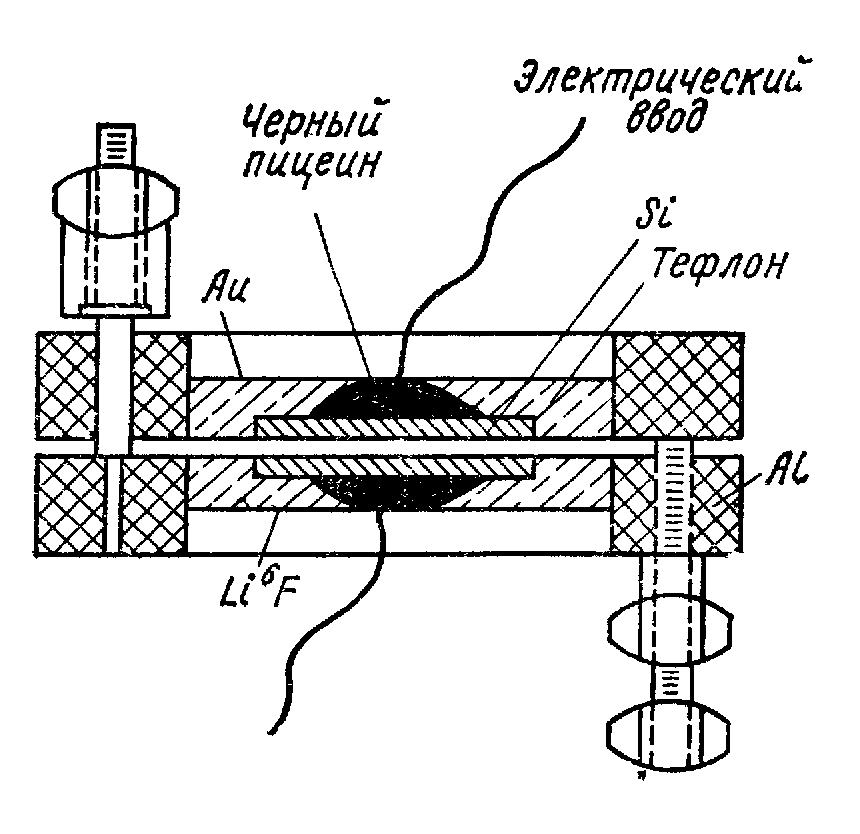 Электрический
ввод
Черный
пицеин
Si
Тефлон
Au
Al
Li⁶F